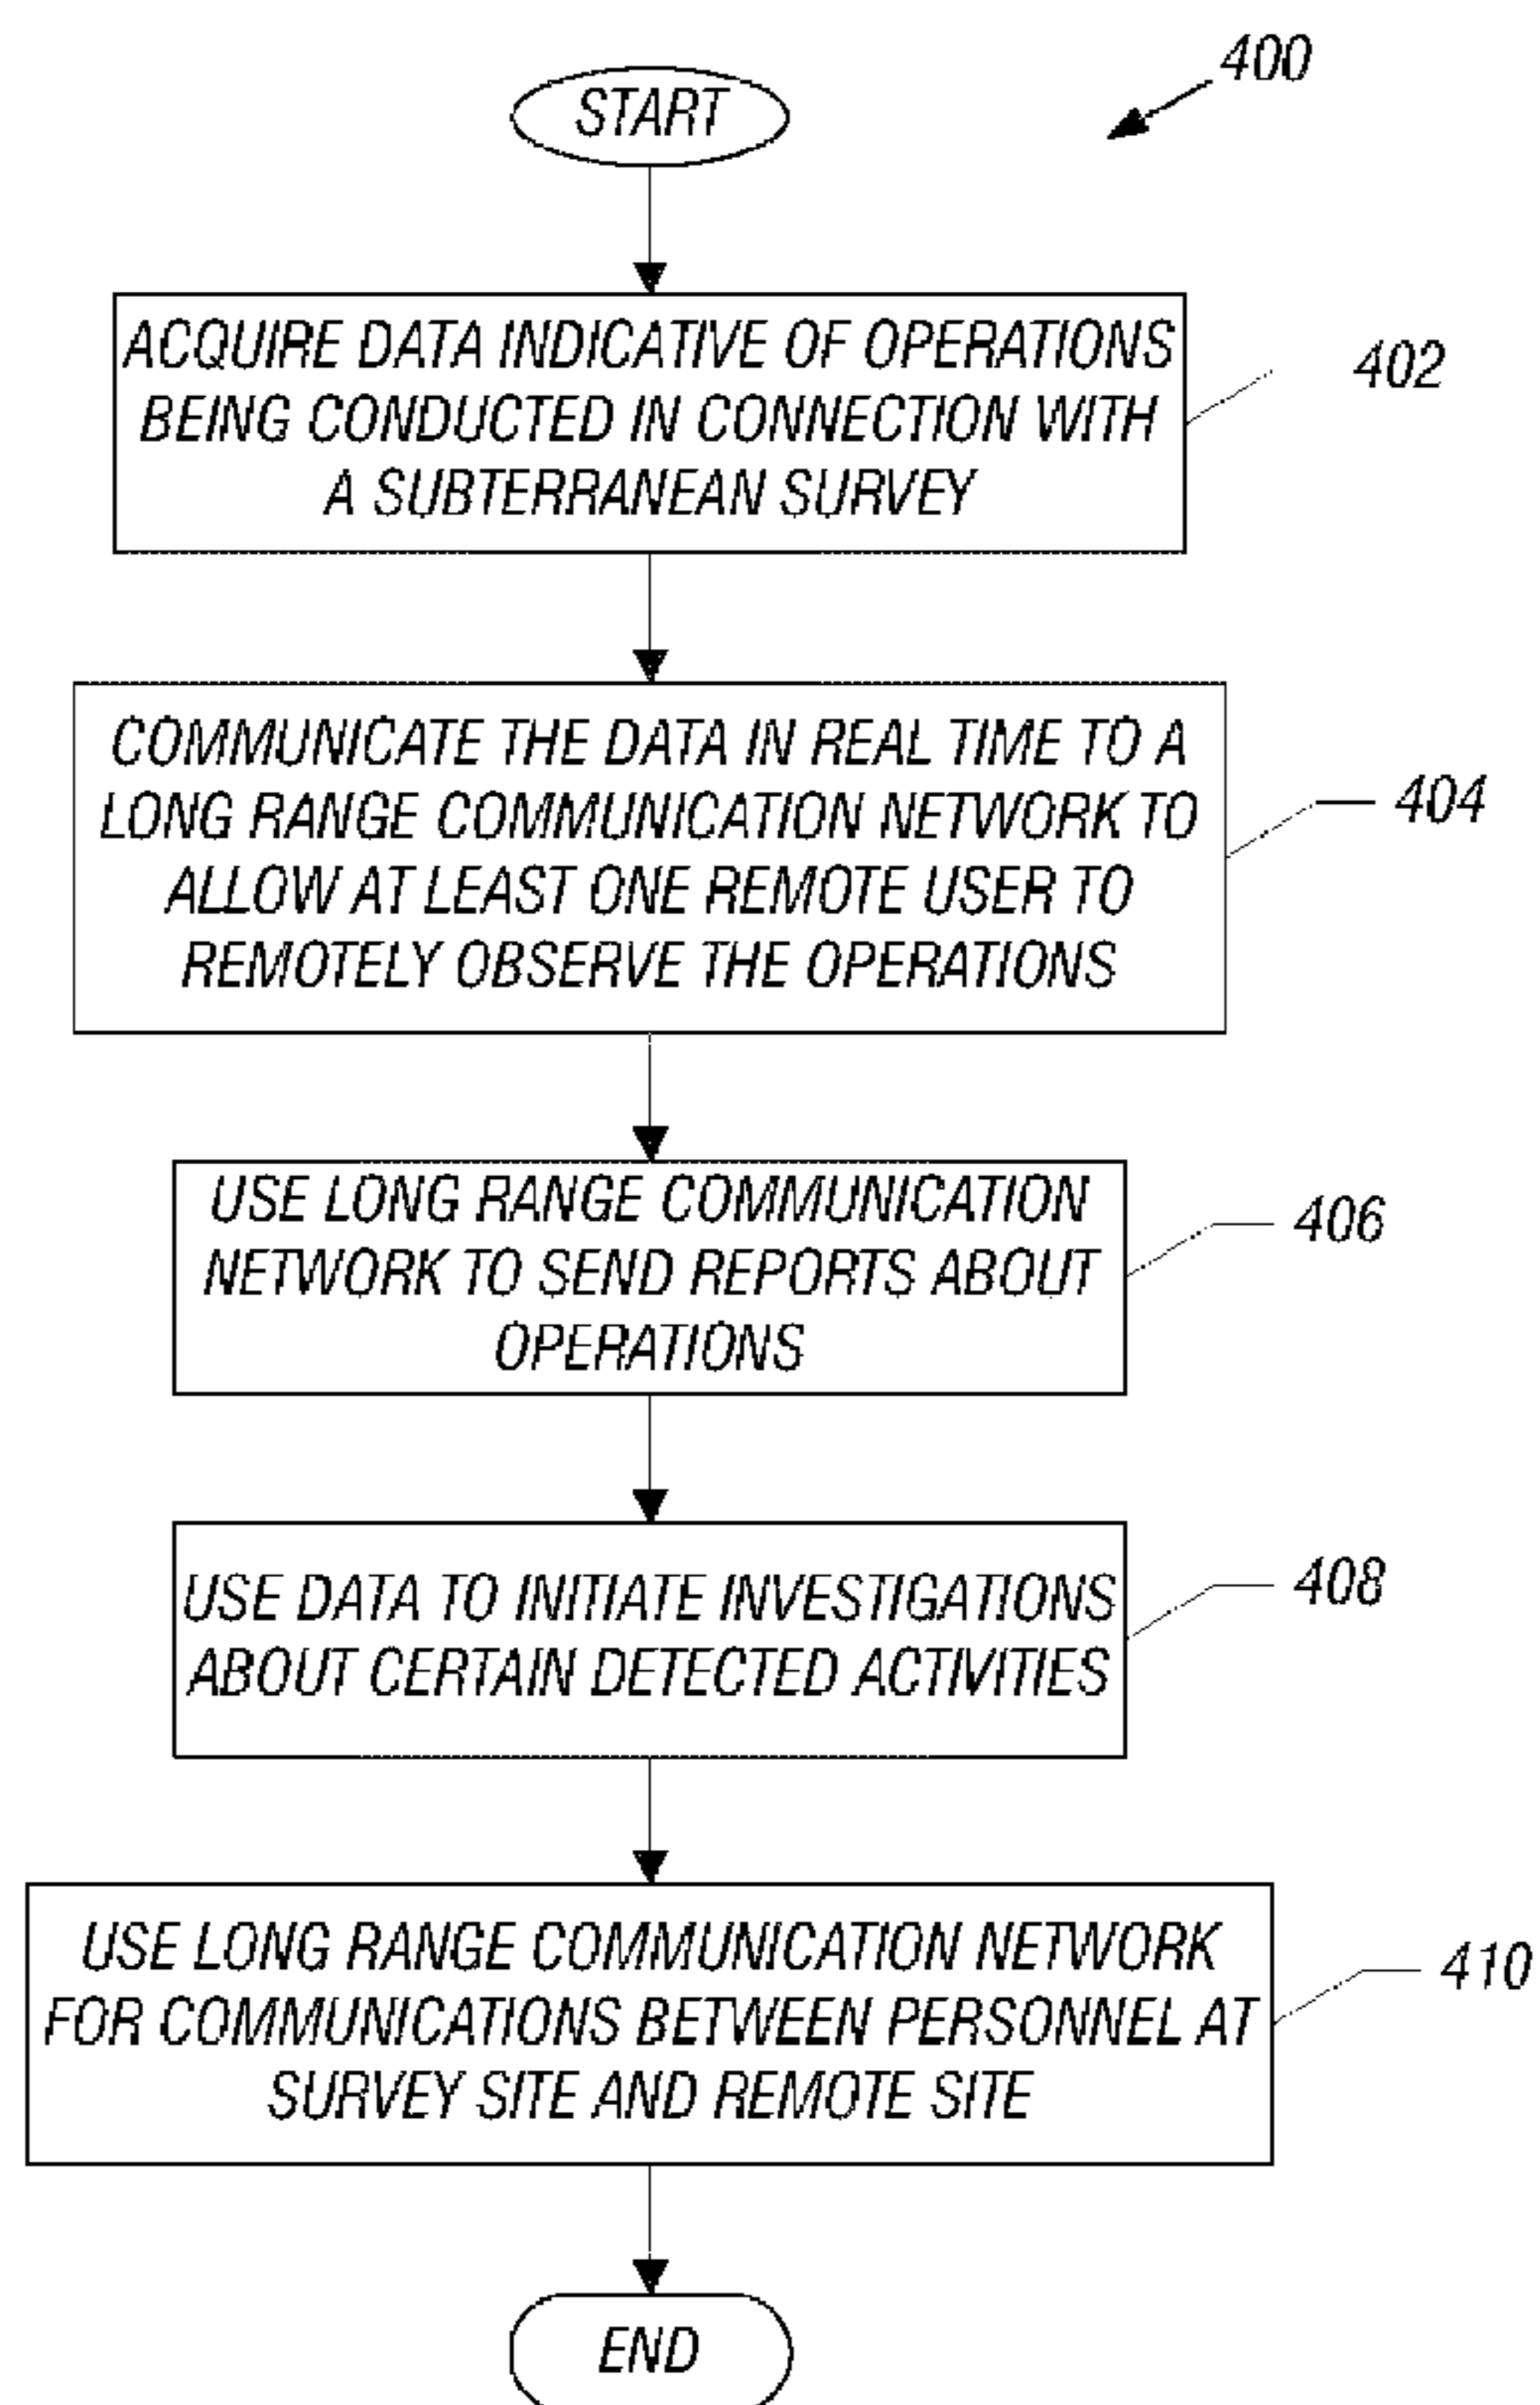 400
START
ACQUIRE DATA INDICATIVE OF OPERATIONS
BEING CONDUCTED IN CONNECTION WITH
A SUBTERRANEAN SURVEY
402
COMMUNICATE THE DATA IN REAL TIME TO A
LONG RANGE COMMUNICATION NETWORK TO
ALLOW AT LEAST ONE REMOTE USER TO
REMOTELY OBSERVE THE OPERATIONS
404
USE LONG RANGE COMMUNICATION
NETWORK TO SEND REPORTS ABOUT
OPERATIONS
406
USE DATA TO INITIATE INVESTIGATIONS
ABOUT CERTAIN DETECTED ACTIVITIES
408
USE LONG RANGE COMMUNICATION NETWORK
FOR COMMUNICATIONS BETWEEN PERSONNEL AT
SURVEY SITE AND REMOTE SITE
410
END